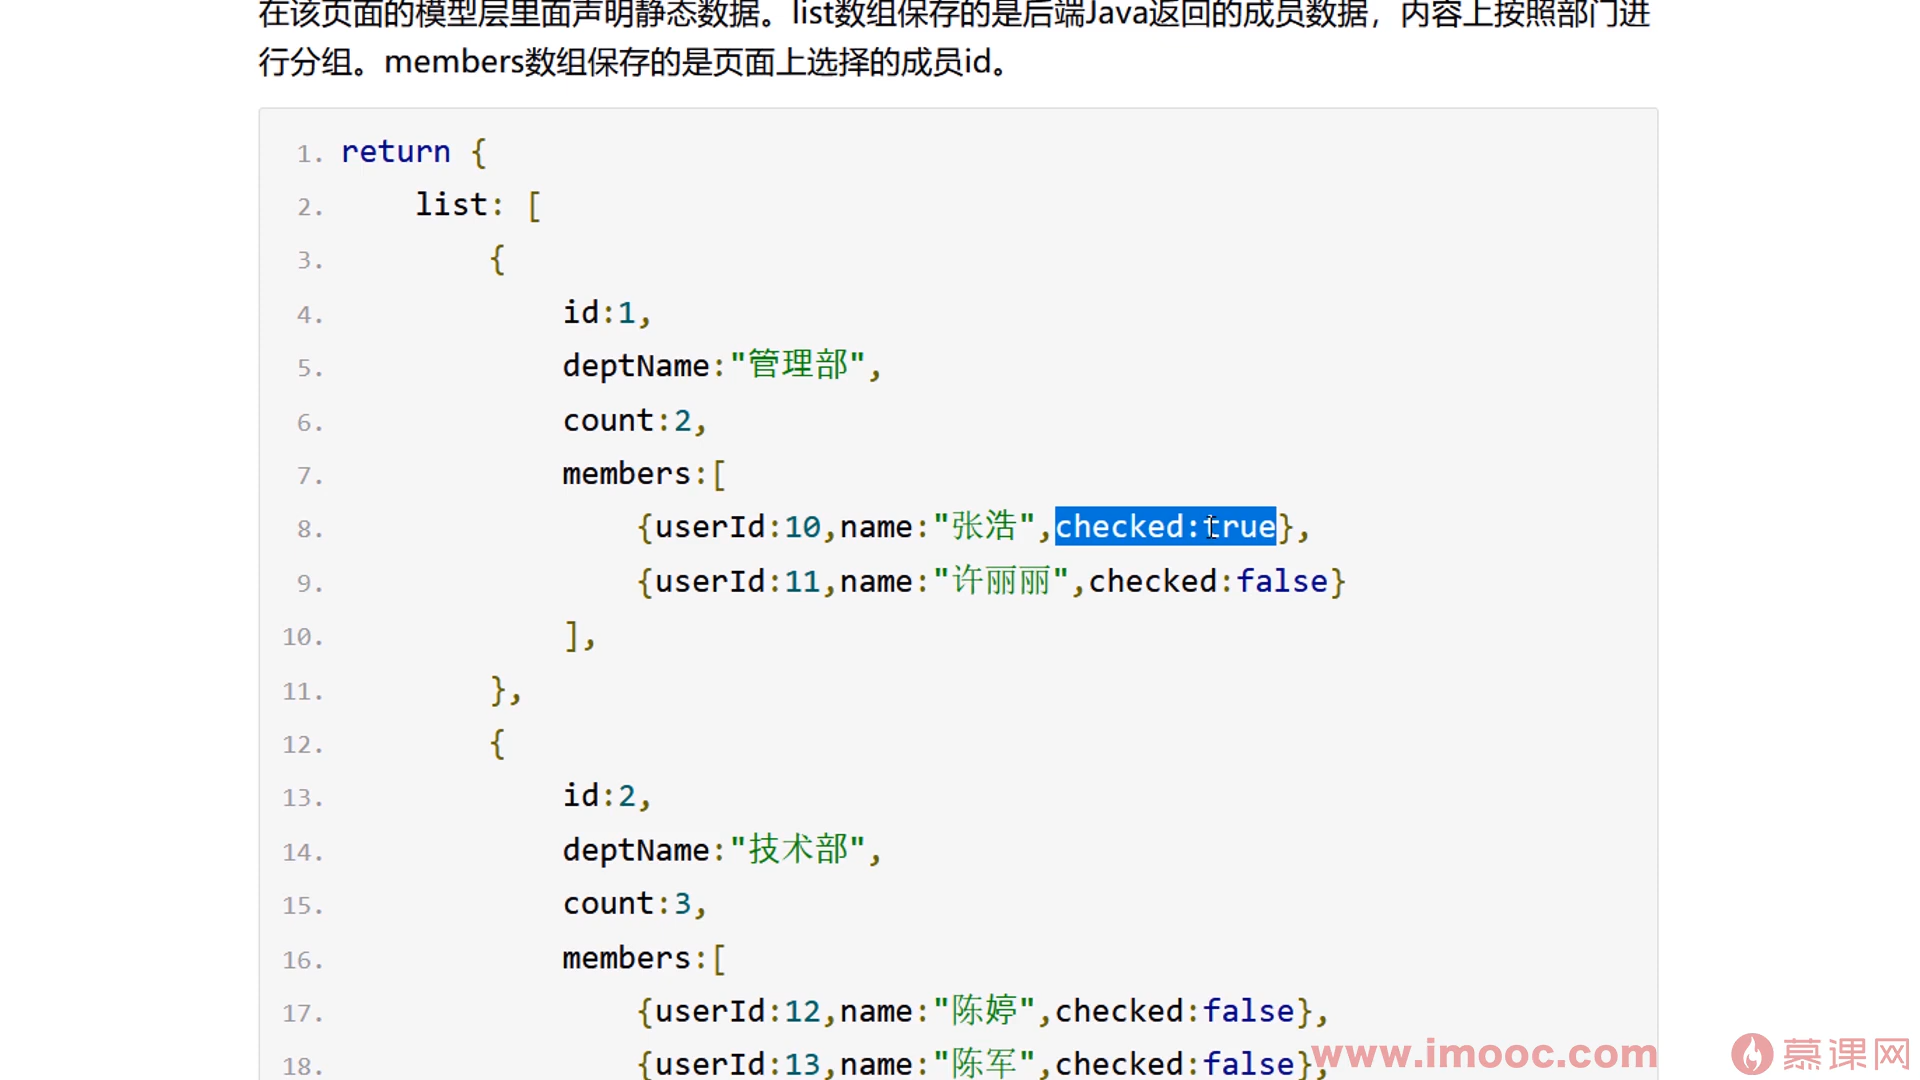 在该页面的模型层里面声明静态数据。list数组保存的是后端Java返回的成员数据，内容上按照部门进
行分组。members数组保存的是页面上选择的成员id。
1. return {
2. list: [
3. {
4. id:1,
5. deptName:"管理部",
6. count:2,
7. members:[
8. {userId:10,name:"张浩",checked:true},
9. {userId:11,name:"许丽丽",checked:false}
10. ],
11. },
12. {
13. id:2,
14. deptName:"技术部",
15. count:3,
16. members:[
17. {userId:12,name:"陈婷",checked:false},
18. {userId:13,name:"陈军",checked:false},
www.imooc.com 慕课网